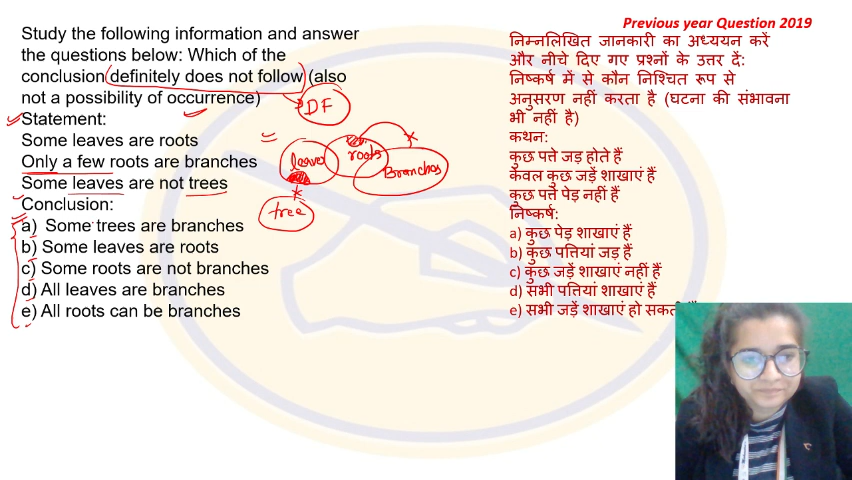 Previous year Question 2019
Study the following information and answer
the questions below: Which of the
conclusion definitely does not follow (also
not a possibility of occurrence)
Statement:
Some leaves are roots
Only a few roots are branches
Some leaves are not trees
Conclusion:
a) Some trees are branches
b) Some leaves are roots
c) Some roots are not branches
d) All leaves are branches
e) All roots can be branches
DF
leaves
roots
Branches
tree
निम्नलिखित जानकारी का अध्ययन करें
और नीचे दिए गए प्रश्नों के उत्तर दें:
निष्कर्ष में से कौन निश्चित रूप से
अनुसरण नहीं करता है (घटना की संभावना
भी नहीं है)
कथन:
कुछ पत्ते जड़ होते हैं
केवल कुछ जड़ें शाखाएं हैं
कुछ पत्ते पेड़ नहीं हैं
निष्कर्ष:
a) कुछ पेड़ शाखाएं हैं
b) कुछ पत्तियां जड़ हैं
c) कुछ जड़ें शाखाएं नहीं हैं
d) सभी पत्तियां शाखाएं हैं
e) सभी जड़ें शाखाएं हो